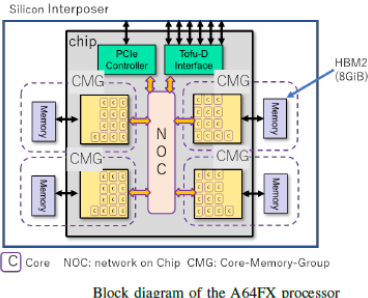 Silicon Interposer
chip
PCIe
Controller
Tofu-D
Interface
HBM2
(8GiB)
CMG
CMG
Memory
Memory
C C C
C C C
C C C
C C C C
C C C
C C C
C C C
C C C C
N
O
C
CMG
CMG
Memory
Memory
C C C
C C C
C C C
C C C C
C C C
C C C
C C C
C C C C
C Core NOC: network on Chip CMG: Core-Memory-Group
Block diagram of the A64FX processor